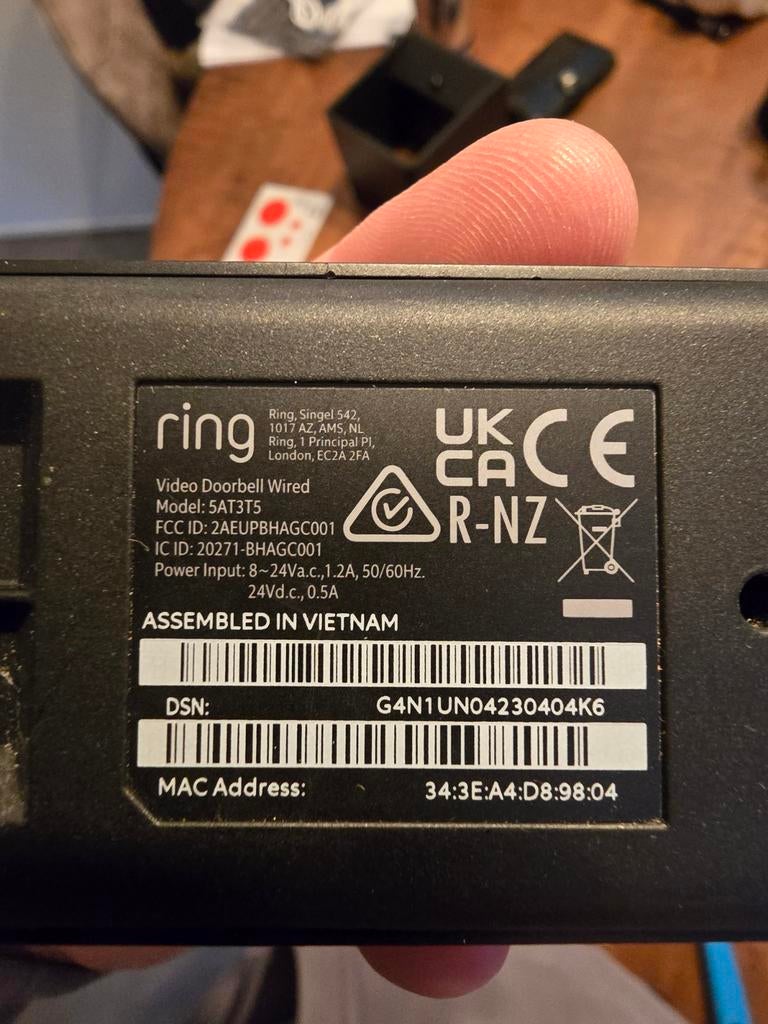 ring
Ring, Singel 542,
1017 AZ, AMS, NL
Ring, 1 Principal Pl,
London, EC2A 2FA
UK
CA
CE
Video Doorbell Wired
Model: 5AT3T5
FCC ID: 2AEUPBHAGC001
IC ID: 20271-BHAGC001
R-NZ
Power Input: 8~24Va.c.,1.2A, 50/60Hz.
24Vd.c., 0.5A
ASSEMBLED IN VIETNAM
DSN: G4N1UN04230404K6
MAC Address: 34:3E:A4:D8:98:04